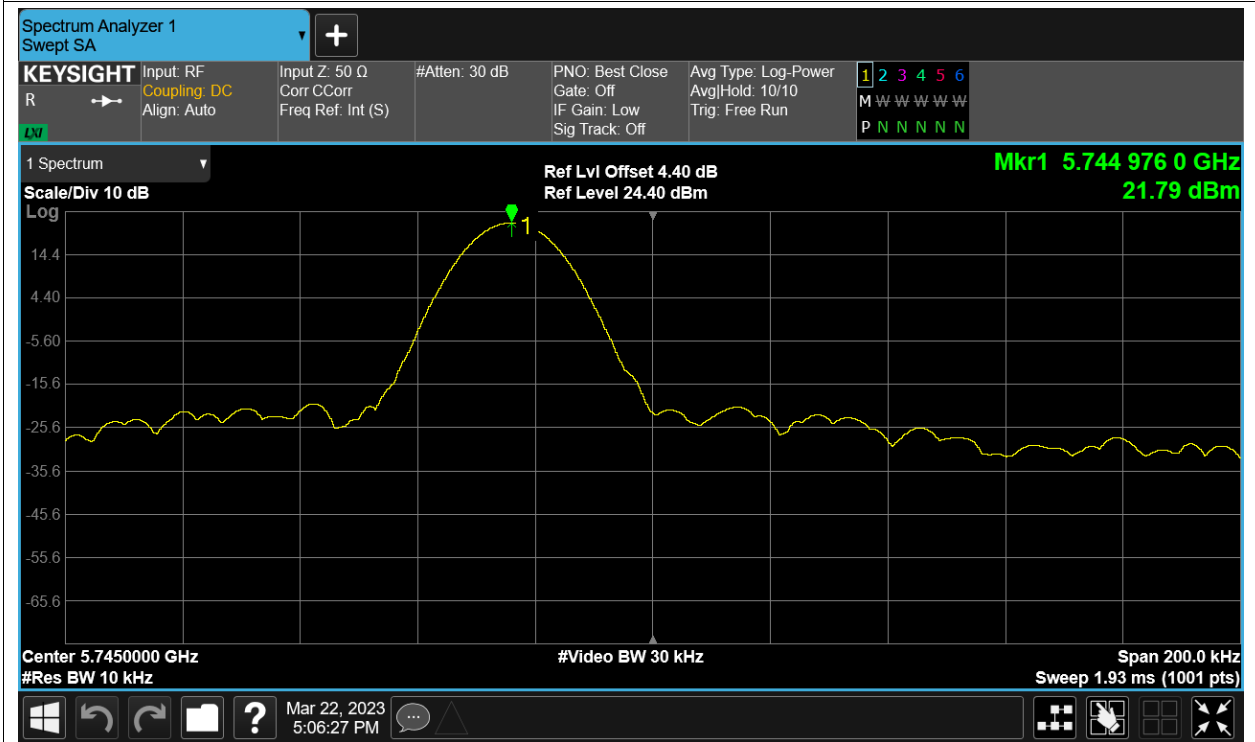 Spectrum Analyzer 1
Swept SA
+
KEYSIGHT
R
LXI
Input: RF
Coupling: DC
Align: Auto
Input Z: 50 Ω
Corr CCorr
Freq Ref: Int (S)
#Atten: 30 dB
PNO: Best Close
Gate: Off
IF Gain: Low
Sig Track: Off
Avg Type: Log-Power
Avg|Hold: 10/10
Trig: Free Run
1 2 3 4 5 6
M W W W W W
P N N N N N
1 Spectrum
Scale/Div 10 dB
Log
Ref Lvl Offset 4.40 dB
Ref Level 24.40 dBm
Mkr1 5.744 976 0 GHz
21.79 dBm
1
14.4
4.40
-5.60
-15.6
-25.6
-35.6
-45.6
-55.6
-65.6
Center 5.7450000 GHz
#Res BW 10 kHz
#Video BW 30 kHz
Span 200.0 kHz
Sweep 1.93 ms (1001 pts)
?
Mar 22, 2023
5:06:27 PM